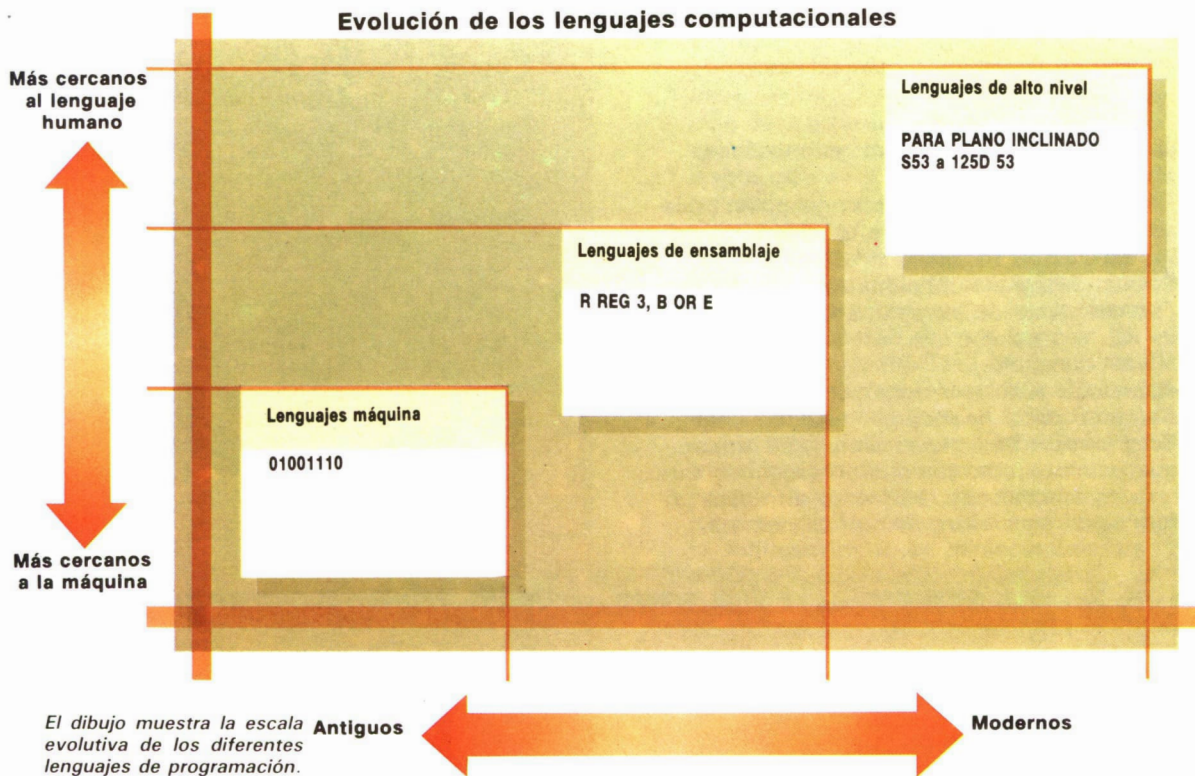 Evolución de los lenguajes computacionales
Más cercanos
al lenguaje
humano
Lenguajes de alto nivel
PARA PLANO INCLINADO
S53 a 125D 53
Lenguajes de ensamblaje
R REG 3, B OR E
Lenguajes máquina
01001110
Más cercanos
a la máquina
El dibujo muestra la escala
evolutiva de los diferentes
lenguajes de programación.
Antiguos
Modernos